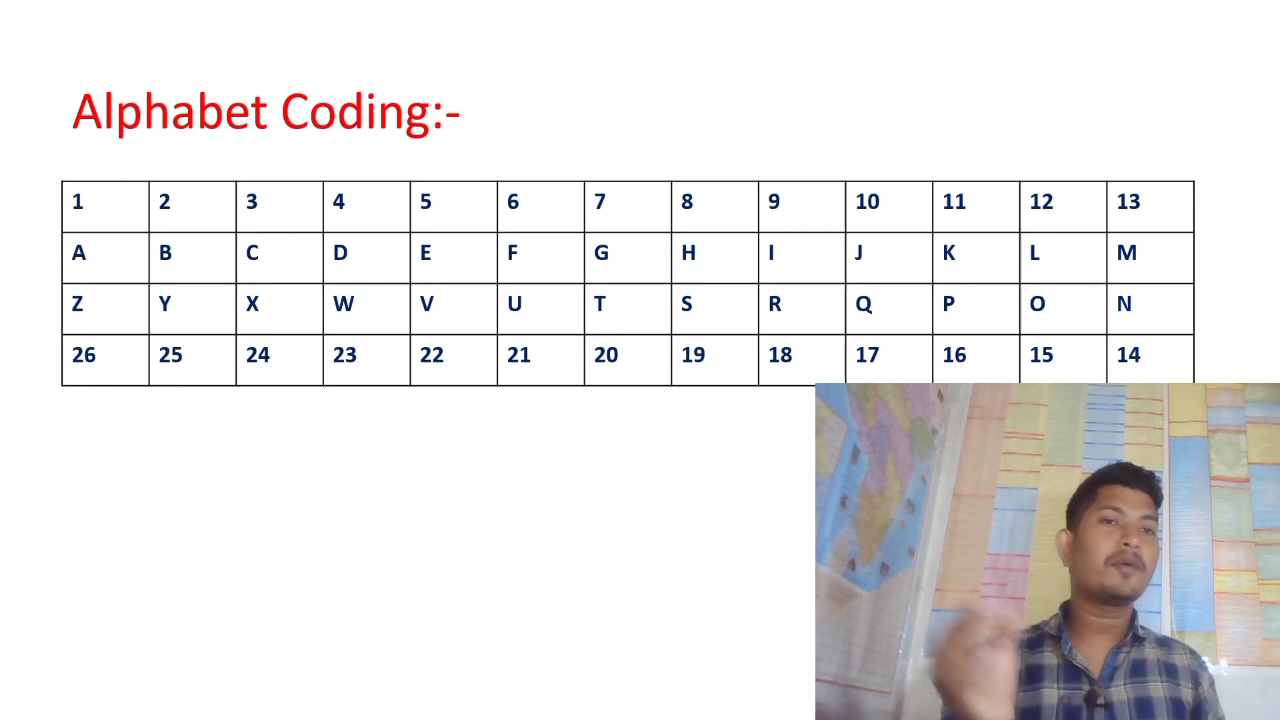 Alphabet Coding:-
1 2 3 4 5 6 7 8 9 10 11 12 13
A B C D E F G H I J K L M
Z Y X W V U T S R Q P O N
26 25 24 23 22 21 20 19 18 17 16 15 14